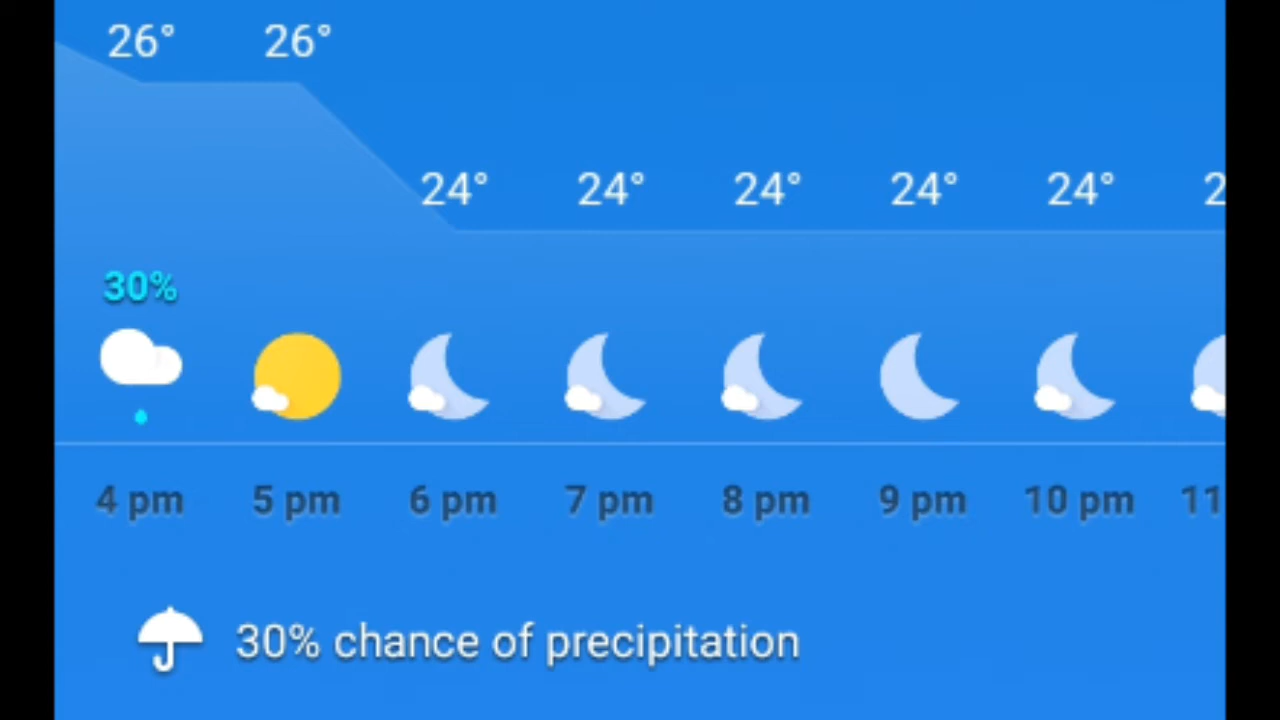 26° 26°
24° 24° 24° 24° 24°
30%
4 pm 5 pm 6 pm 7 pm 8 pm 9 pm 10 pm 11
30% chance of precipitation